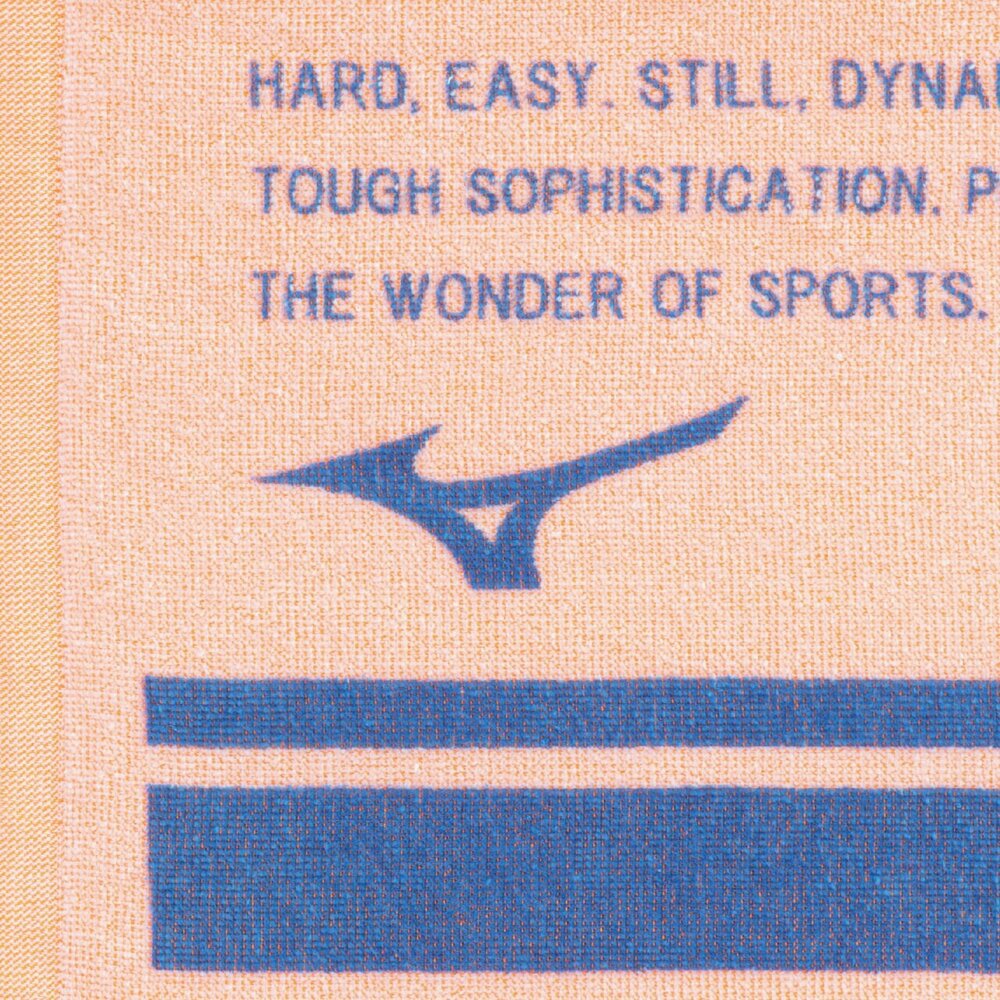 HARD, EASY. STILL, DYNA
TOUGH SOPHISTICATION. P
THE WONDER OF SPORTS.